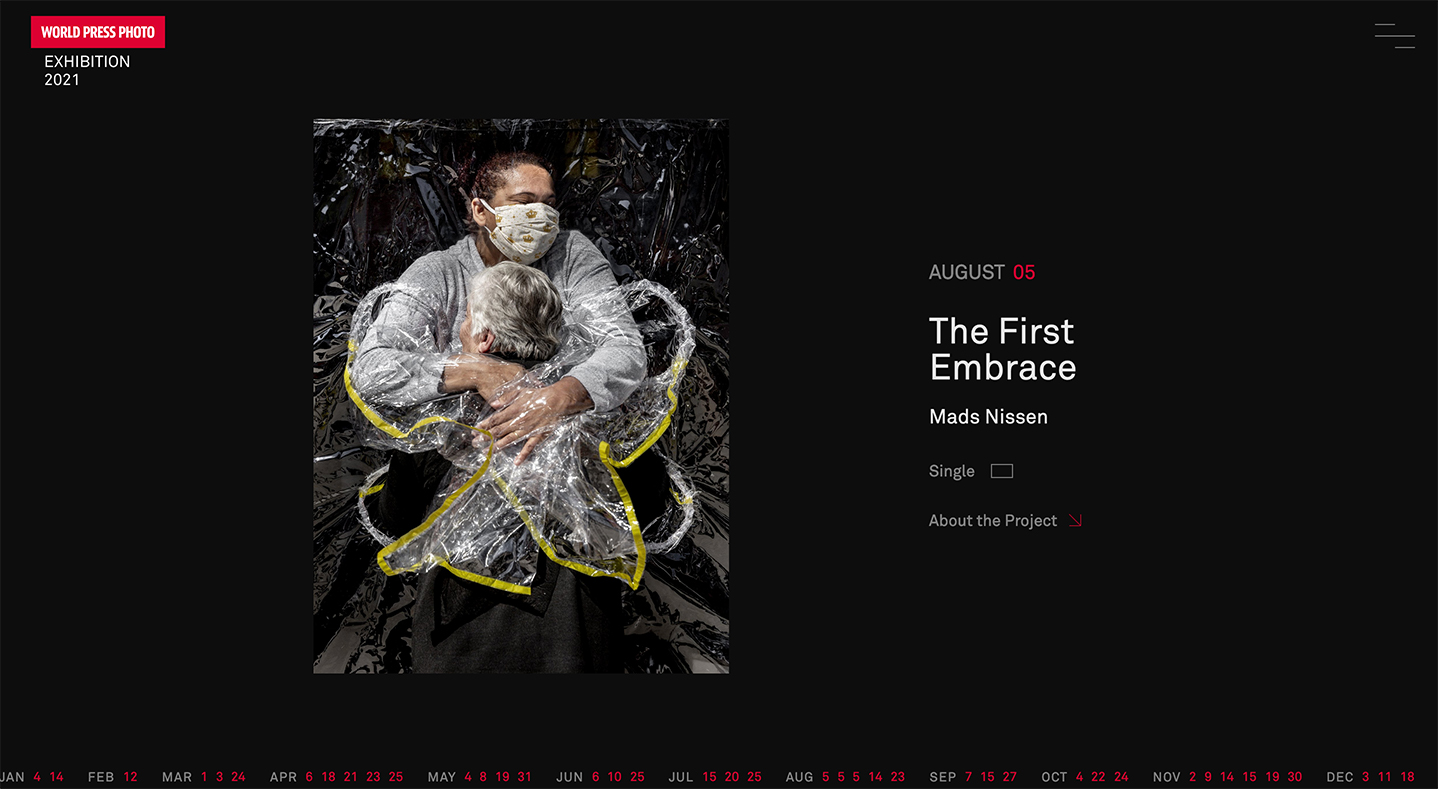 WORLD PRESS PHOTO
EXHIBITION
2021
AUGUST 05
The First
Embrace
Mads Nissen
Single
About the Project
JAN 4 14 FEB 12 MAR 1 3 24 APR 6 18 21 23 25 MAY 4 8 19 31 JUN 6 10 25 JUL 15 20 25 AUG 5 5 5 14 23 SEP 7 15 27 OCT 4 22 24 NOV 2 9 14 15 19 30 DEC 3 11 18